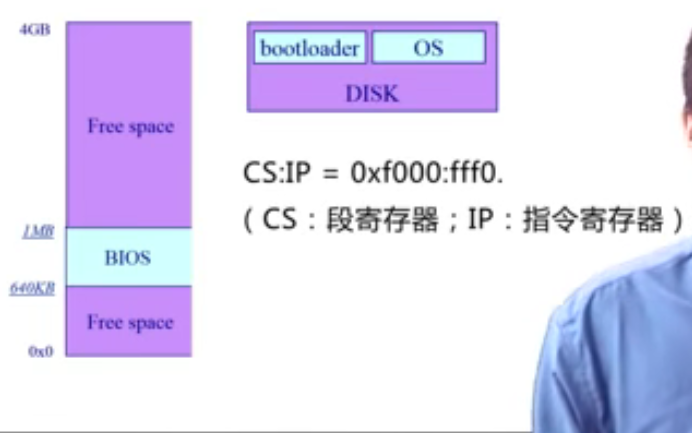 4GB
Free space
1MB
BIOS
640KB
Free space
0x0
bootloader
OS
DISK
CS:IP = 0xf000:fff0.
( CS：段寄存器；IP：指令寄存器 )